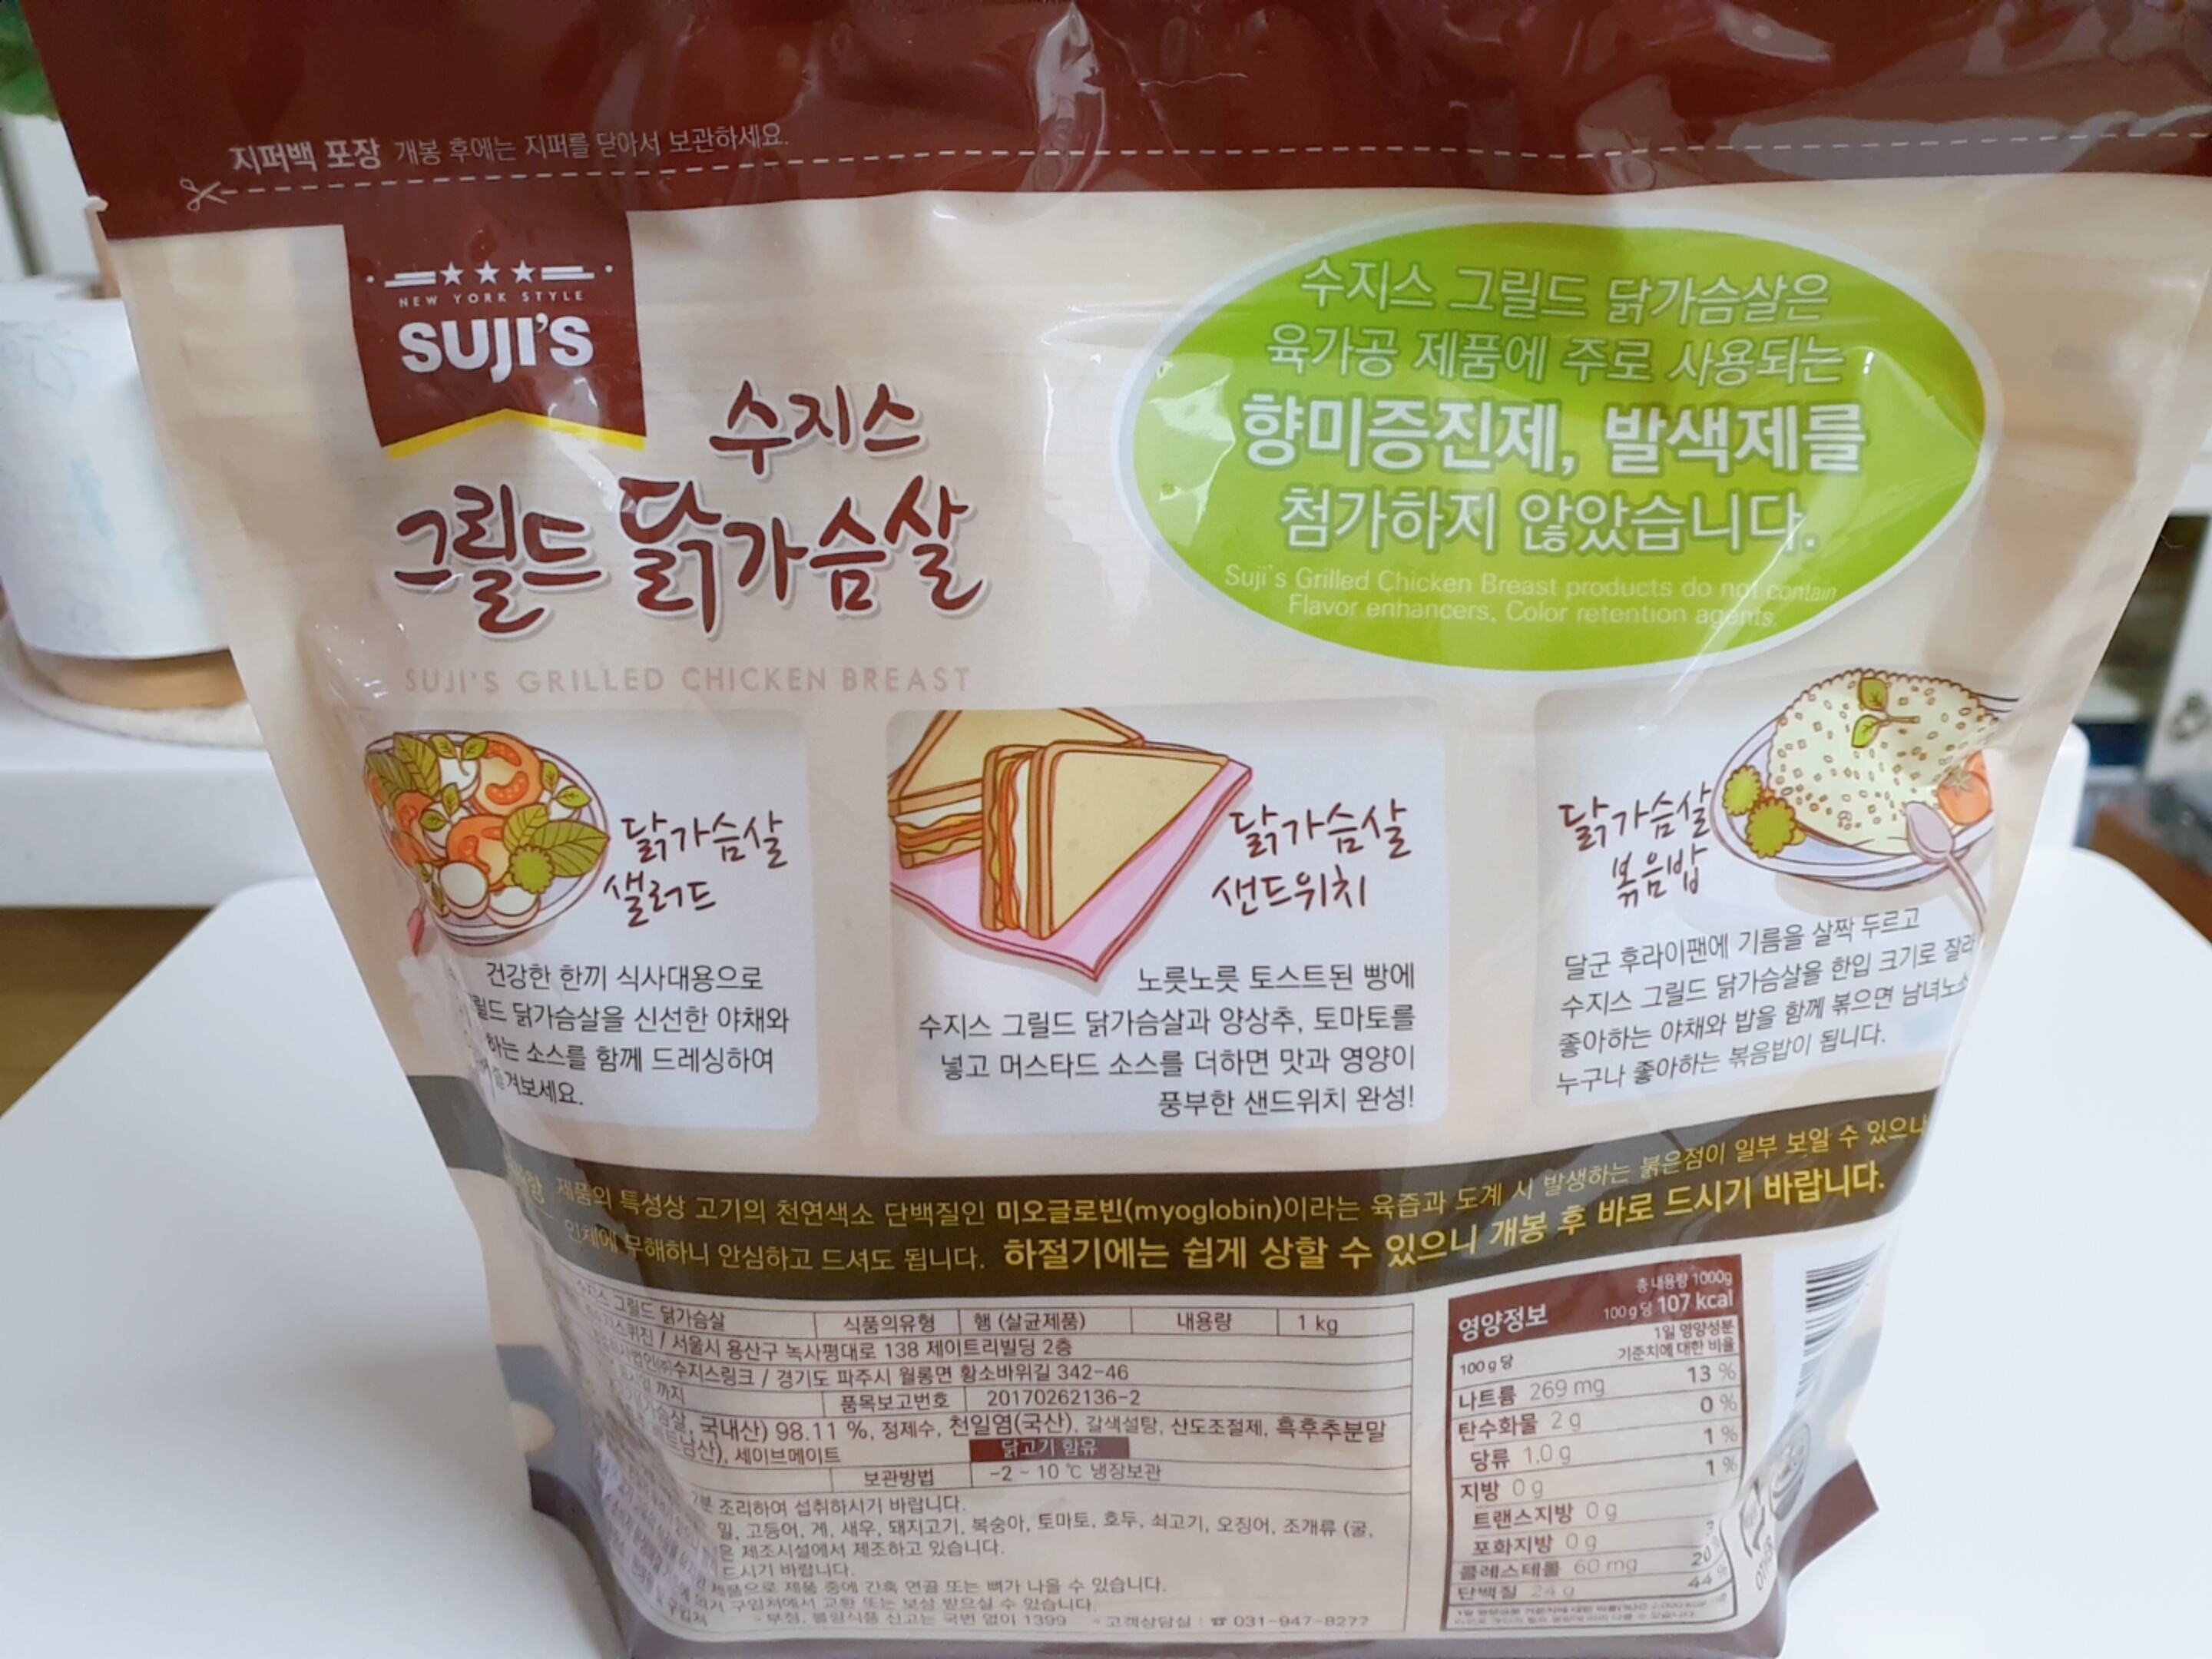 지퍼백 포장 개봉 후에는 지퍼를 닫아서 보관하세요.
NEW YORK STYLE
SUJI'S
수지스
그릴드 닭가슴살
SUJI'S GRILLED CHICKEN BREAST
수지스 그릴드 닭가슴살은
육가공 제품에 주로 사용되는
향미증진제, 발색제를
첨가하지 않았습니다.
Suji's Grilled Chicken Breast products do not contain
Flavor enhancers, Color retention agents.
닭가슴살
샐러드
건강한 한끼 식사대용으로
닭가슴살을 신선한 야채와
하는 소스를 함께 드레싱하여
닭가슴살
샌드위치
노릇노릇 토스트된 빵에
수지스 그릴드 닭가슴살과 양상추, 토마토를
넣고 머스타드 소스를 더하면 맛과 영양이
풍부한 샌드위치 완성!
닭가슴살
볶음밥
달군 후라이팬에 기름을 살짝 두르고
수지스 그릴드 닭가슴살을 한입 크기로 잘라
좋아하는 야채와 밥을 함께 볶으면 남녀노소
누구나 좋아하는 볶음밥이 됩니다.
제품의 특성상 고기의 천연색소 단백질인 미오글로빈(myoglobin)이라는 육즙과 도계 시 발생하는 붉은점이 일부 보일 수 있으나
인체에 무해하니 안심하고 드셔도 됩니다. 하절기에는 쉽게 상할 수 있으니 개봉 후 바로 드시기 바랍니다.
그릴드 닭가슴살 식품의유형 햄 (살균제품) 내용량 1 kg
/ 서울시 용산구 녹사평대로 138 제이트리빌딩 2층
수지스링크 / 경기도 파주시 월롱면 황소바위길 342-46
까지 품목보고번호 20170262136-2
국내산) 98.11 %, 정제수, 천일염(국산), 갈색설탕, 산도조절제, 흑후추분말
세이브메이트 닭고기 함유
보관방법 -2 ~ 10 ℃ 냉장보관
조리하여 섭취하시기 바랍니다.
밀, 고등어, 게, 새우, 돼지고기, 복숭아, 토마토, 호두, 쇠고기, 오징어, 조개류 (굴,
제조시설에서 제조하고 있습니다.
드시기 바랍니다.
제품으로 제품 중에 간혹 연골 또는 뼈가 나올 수 있습니다.
구입처에서 교환 또는 보상 받으실 수 있습니다.
부정, 불량식품 신고는 국번 없이 1399 고객상담실 : ☎ 031-947-8277
영양정보
총 내용량 1000g
100 g 당 107 kcal
100 g 당
1일 영양성분
기준치에 대한 비율
나트륨 269 mg 13 %
탄수화물 2 g 0 %
당류 1.0 g 1 %
지방 0 g 1 %
트랜스지방 0 g
포화지방 0 g
콜레스테롤 60 mg 20
단백질 24 g 44